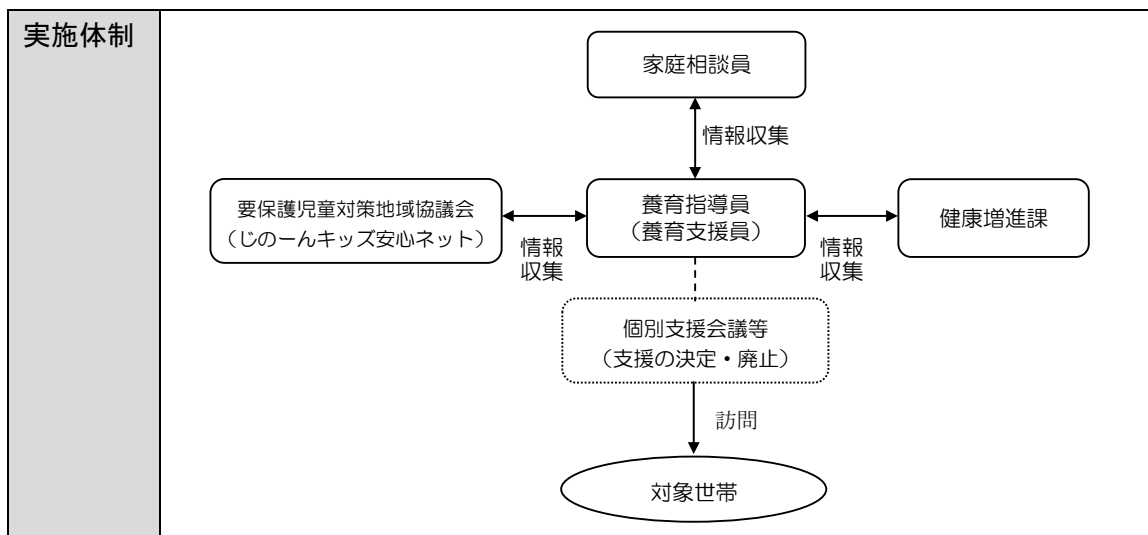 実施体制
家庭相談員
情報収集
要保護児童対策地域協議会
（じのーんキッズ安心ネット）
情報
収集
養育指導員
（養育支援員）
情報
収集
健康増進課
個別支援会議等
（支援の決定・廃止）
訪問
対象世帯